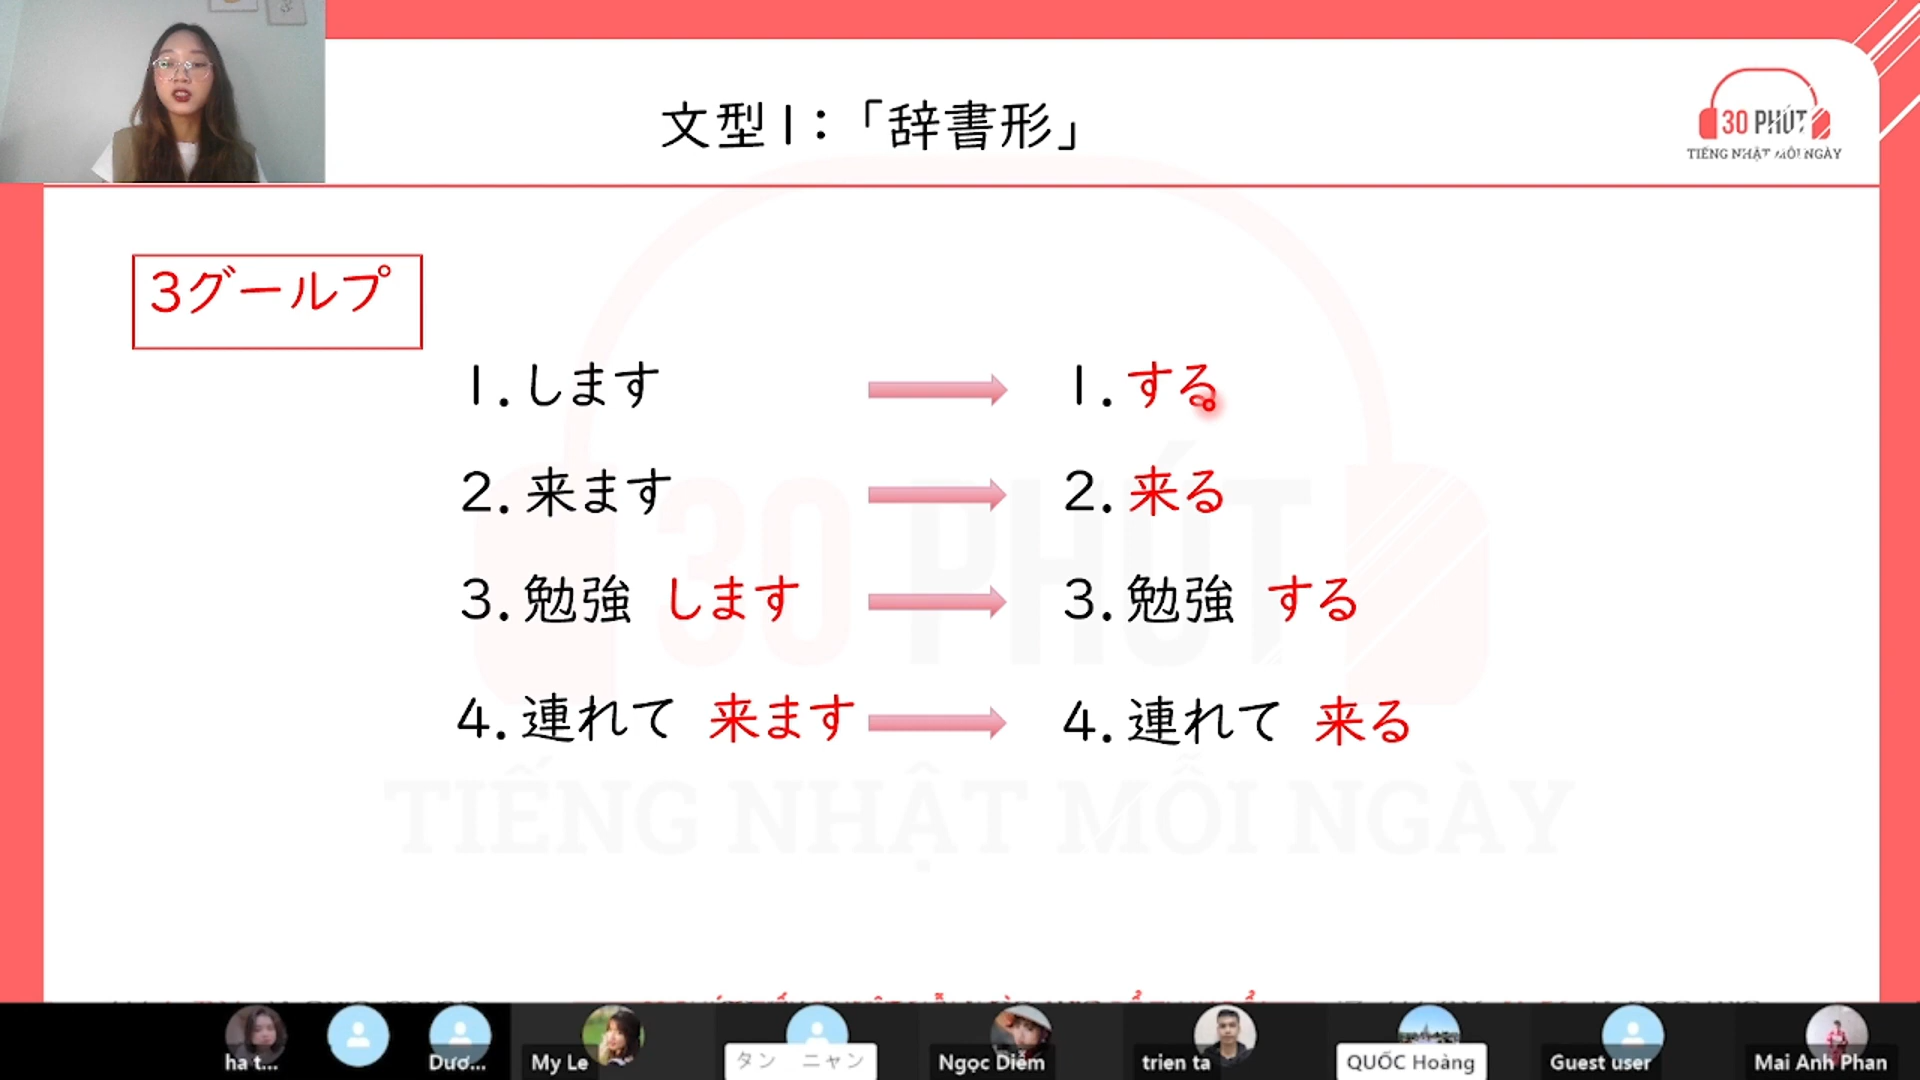 文型1：「辞書形」
30 PHÚT
TIẾNG NHẬT MỖI NGÀY
3グールプ
1. します
1. する
2. 来ます
2. 来る
3. 勉強 します
3. 勉強 する
4. 連れて 来ます
4. 連れて 来る
30 PHÚT
TIẾNG NHẬT MỖI NGÀY
ha t...
Dươ...
My Le
タン ニャン
Ngọc Diễm
trien ta
QUỐC Hoàng
Guest user
Mai Anh Phan